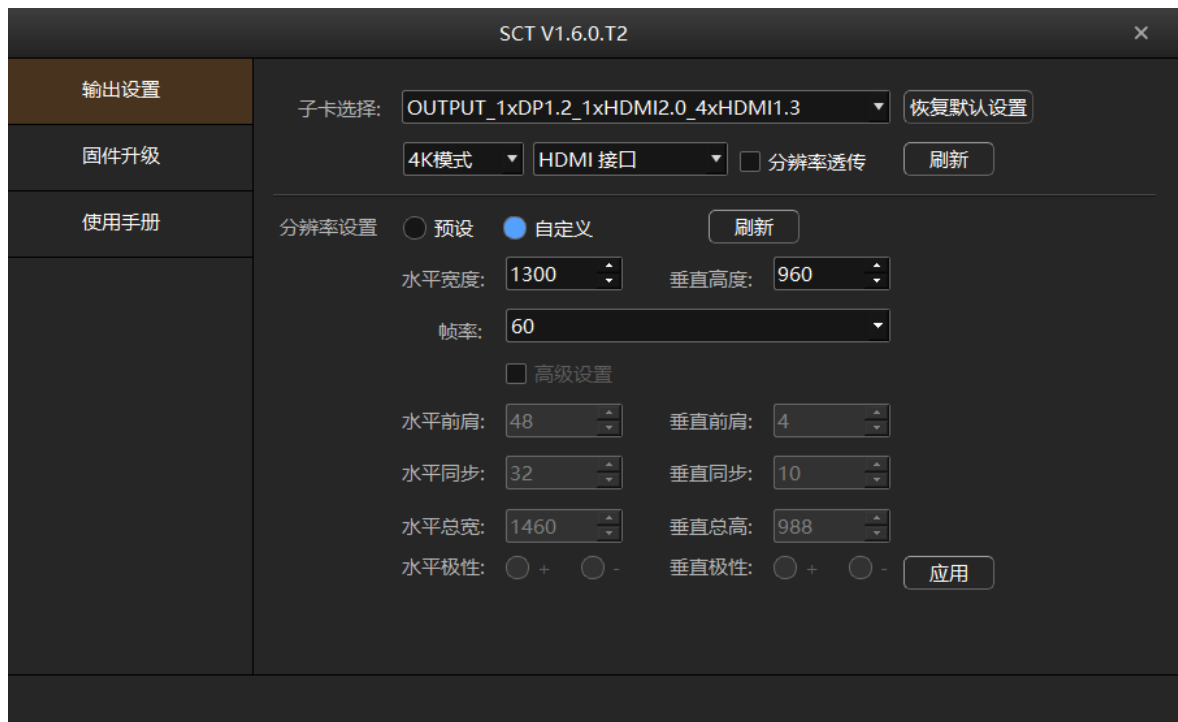 SCT V1.6.0.T2
输出设置
固件升级
使用手册
子卡选择: OUTPUT_1xDP1.2_1xHDMI2.0_4xHDMI1.3 恢复默认设置
4K模式 HDMI 接口 分辨率透传 刷新
分辨率设置 预设 自定义 刷新
水平宽度: 1300 垂直高度: 960
帧率: 60
高级设置
水平前肩: 48 垂直前肩: 4
水平同步: 32 垂直同步: 10
水平总宽: 1460 垂直总高: 988
水平极性: + - 垂直极性: + - 应用